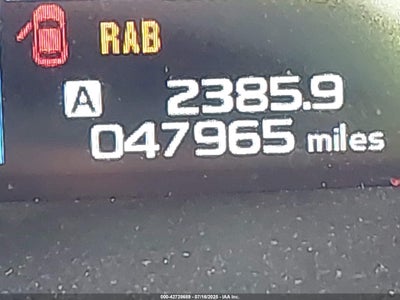 RAB
A 2385.9
047965 miles
000-42729889 - 07/16/2025 - IAA Inc.